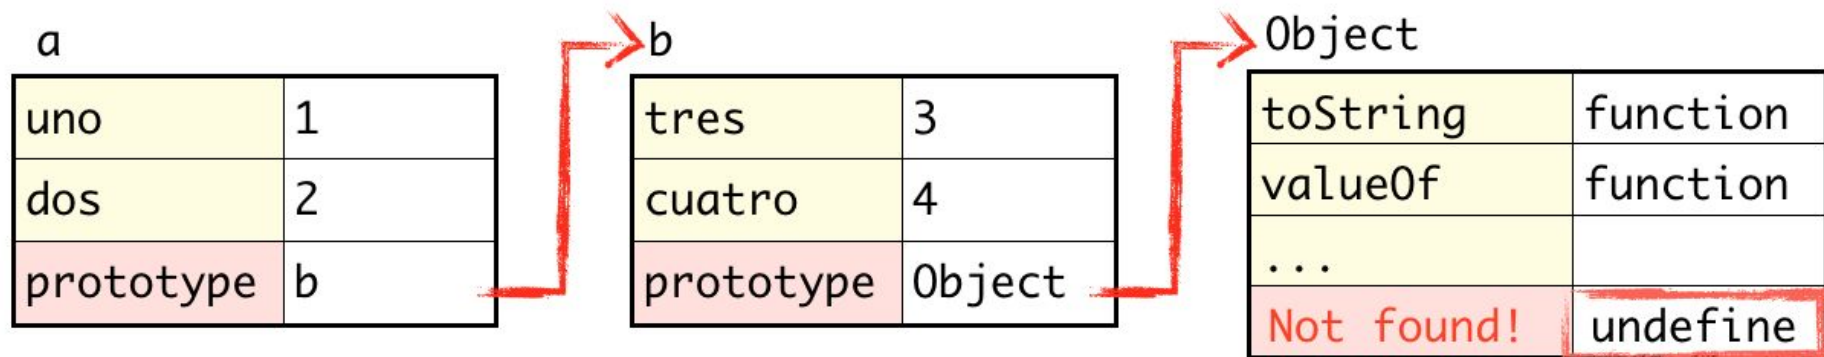 a
uno 1
dos 2
prototype b
b
tres 3
cuatro 4
prototype Object
Object
toString function
valueOf function
...
Not found! undefine